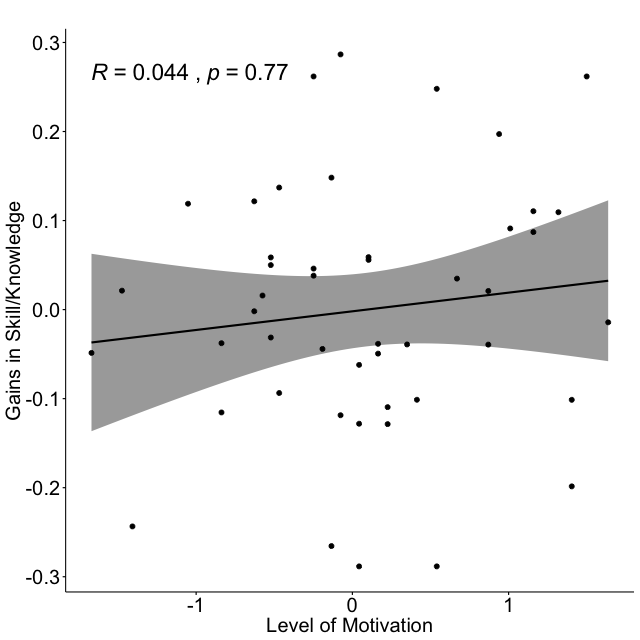 R = 0.044 , p = 0.77
0.3
0.2
0.1
0.0
-0.1
-0.2
-0.3
Gains in Skill/Knowledge
-1 0 1
Level of Motivation